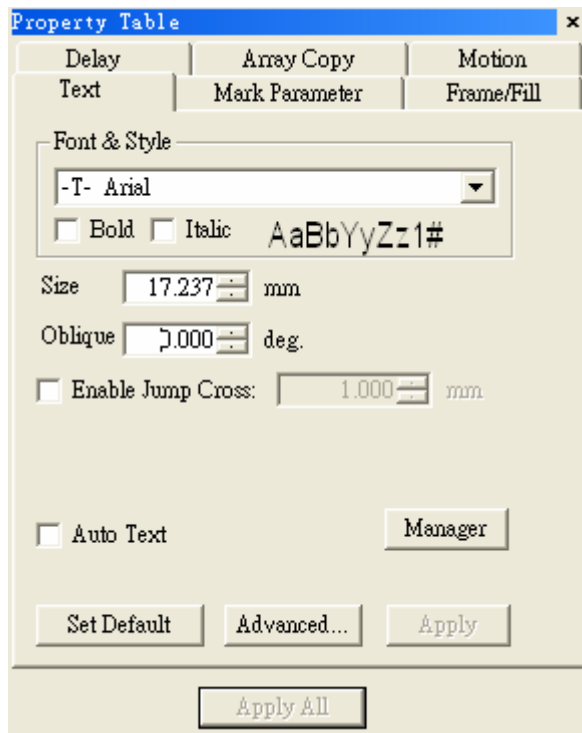 Property Table
Delay Array Copy Motion
Text Mark Parameter Frame/Fill
Font & Style
-T- Arial
Bold Italic AaBbYyZz1#
Size 17.237 mm
Oblique 0.000 deg.
Enable Jump Cross: 1.000 mm
Auto Text Manager
Set Default Advanced... Apply
Apply All